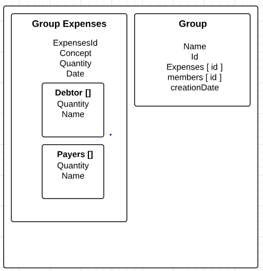 Group Expenses
ExpensesId
Concept
Quantity
Date
Debtor []
Quantity
Name
Payers []
Quantity
Name
Group
Name
Id
Expenses [ id ]
members [ id ]
creationDate